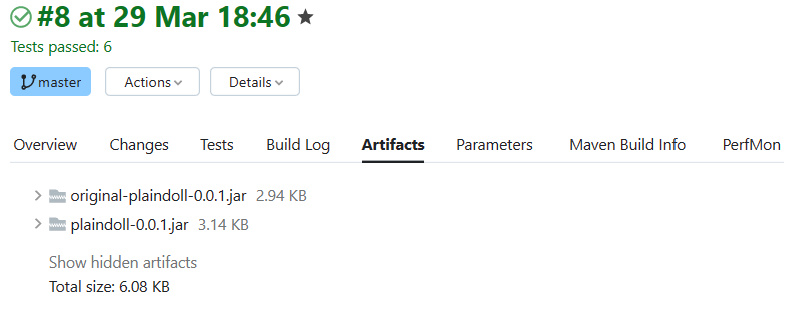 #8 at 29 Mar 18:46
Tests passed: 6
master Actions Details
Overview Changes Tests Build Log Artifacts Parameters Maven Build Info PerfMon
original-plaindoll-0.0.1.jar 2.94 KB
plaindoll-0.0.1.jar 3.14 KB
Show hidden artifacts
Total size: 6.08 KB